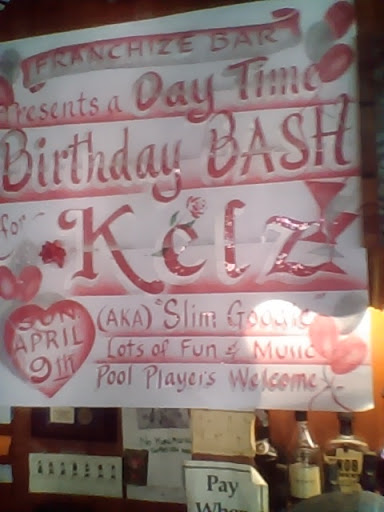 FRANCHIZE BAR
Presents a Day Time
Birthday BASH
for Kelz
SUN. APRIL 9th
(AKA) "Slim Goodie"
Lots of Fun & Music
Pool Players Welcome
Pay